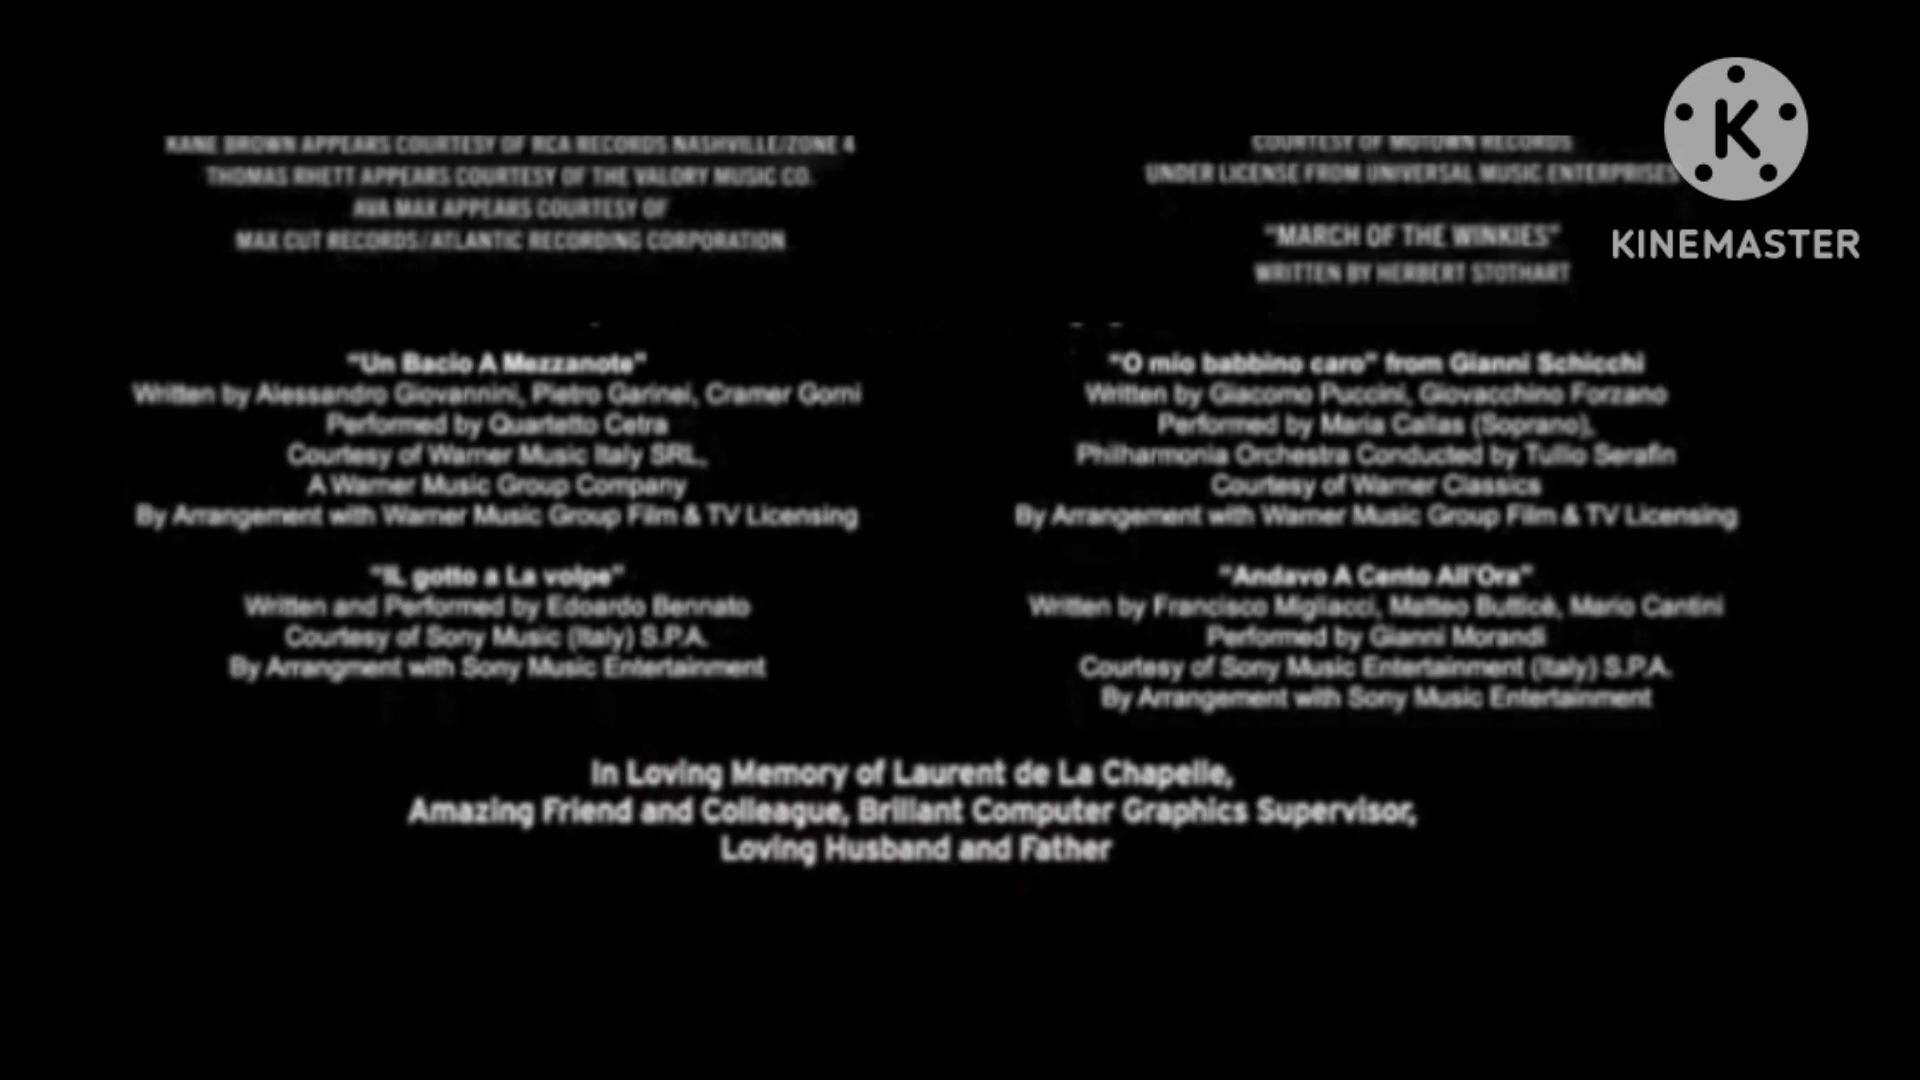 KANE BROWN APPEARS COURTESY OF RCA RECORDS NASHVILLE/ZONE 4
THOMAS RHETT APPEARS COURTESY OF THE VALORY MUSIC CO.
AVA MAX APPEARS COURTESY OF
MAX CUT RECORDS/ATLANTIC RECORDING CORPORATION
COURTESY OF MOTOWN RECORDS
UNDER LICENSE FROM UNIVERSAL MUSIC ENTERPRISES
"MARCH OF THE WINKIES"
WRITTEN BY HERBERT STOTHART
K
KINEMASTER
"Un Bacio A Mezzanote"
Written by Alessandro Giovannini, Pietro Garinei, Cramer Gorni
Performed by Quartetto Cetra
Courtesy of Warner Music Italy SRL,
A Warner Music Group Company
By Arrangement with Warner Music Group Film & TV Licensing
"IL gotto a La volpe"
Written and Performed by Edoardo Bennato
Courtesy of Sony Music (Italy) S.P.A.
By Arrangment with Sony Music Entertainment
"O mio babbino caro" from Gianni Schicchi
Written by Giacomo Puccini, Giovacchino Forzano
Performed by Maria Callas (Soprano),
Philharmonia Orchestra Conducted by Tullio Serafin
Courtesy of Warner Classics
By Arrangement with Warner Music Group Film & TV Licensing
"Andavo A Cento All'Ora"
Written by Francisco Migliacci, Matteo Butticè, Mario Cantini
Performed by Gianni Morandi
Courtesy of Sony Music Entertainment (Italy) S.P.A.
By Arrangement with Sony Music Entertainment
In Loving Memory of Laurent de La Chapelle,
Amazing Friend and Colleague, Brillant Computer Graphics Supervisor,
Loving Husband and Father